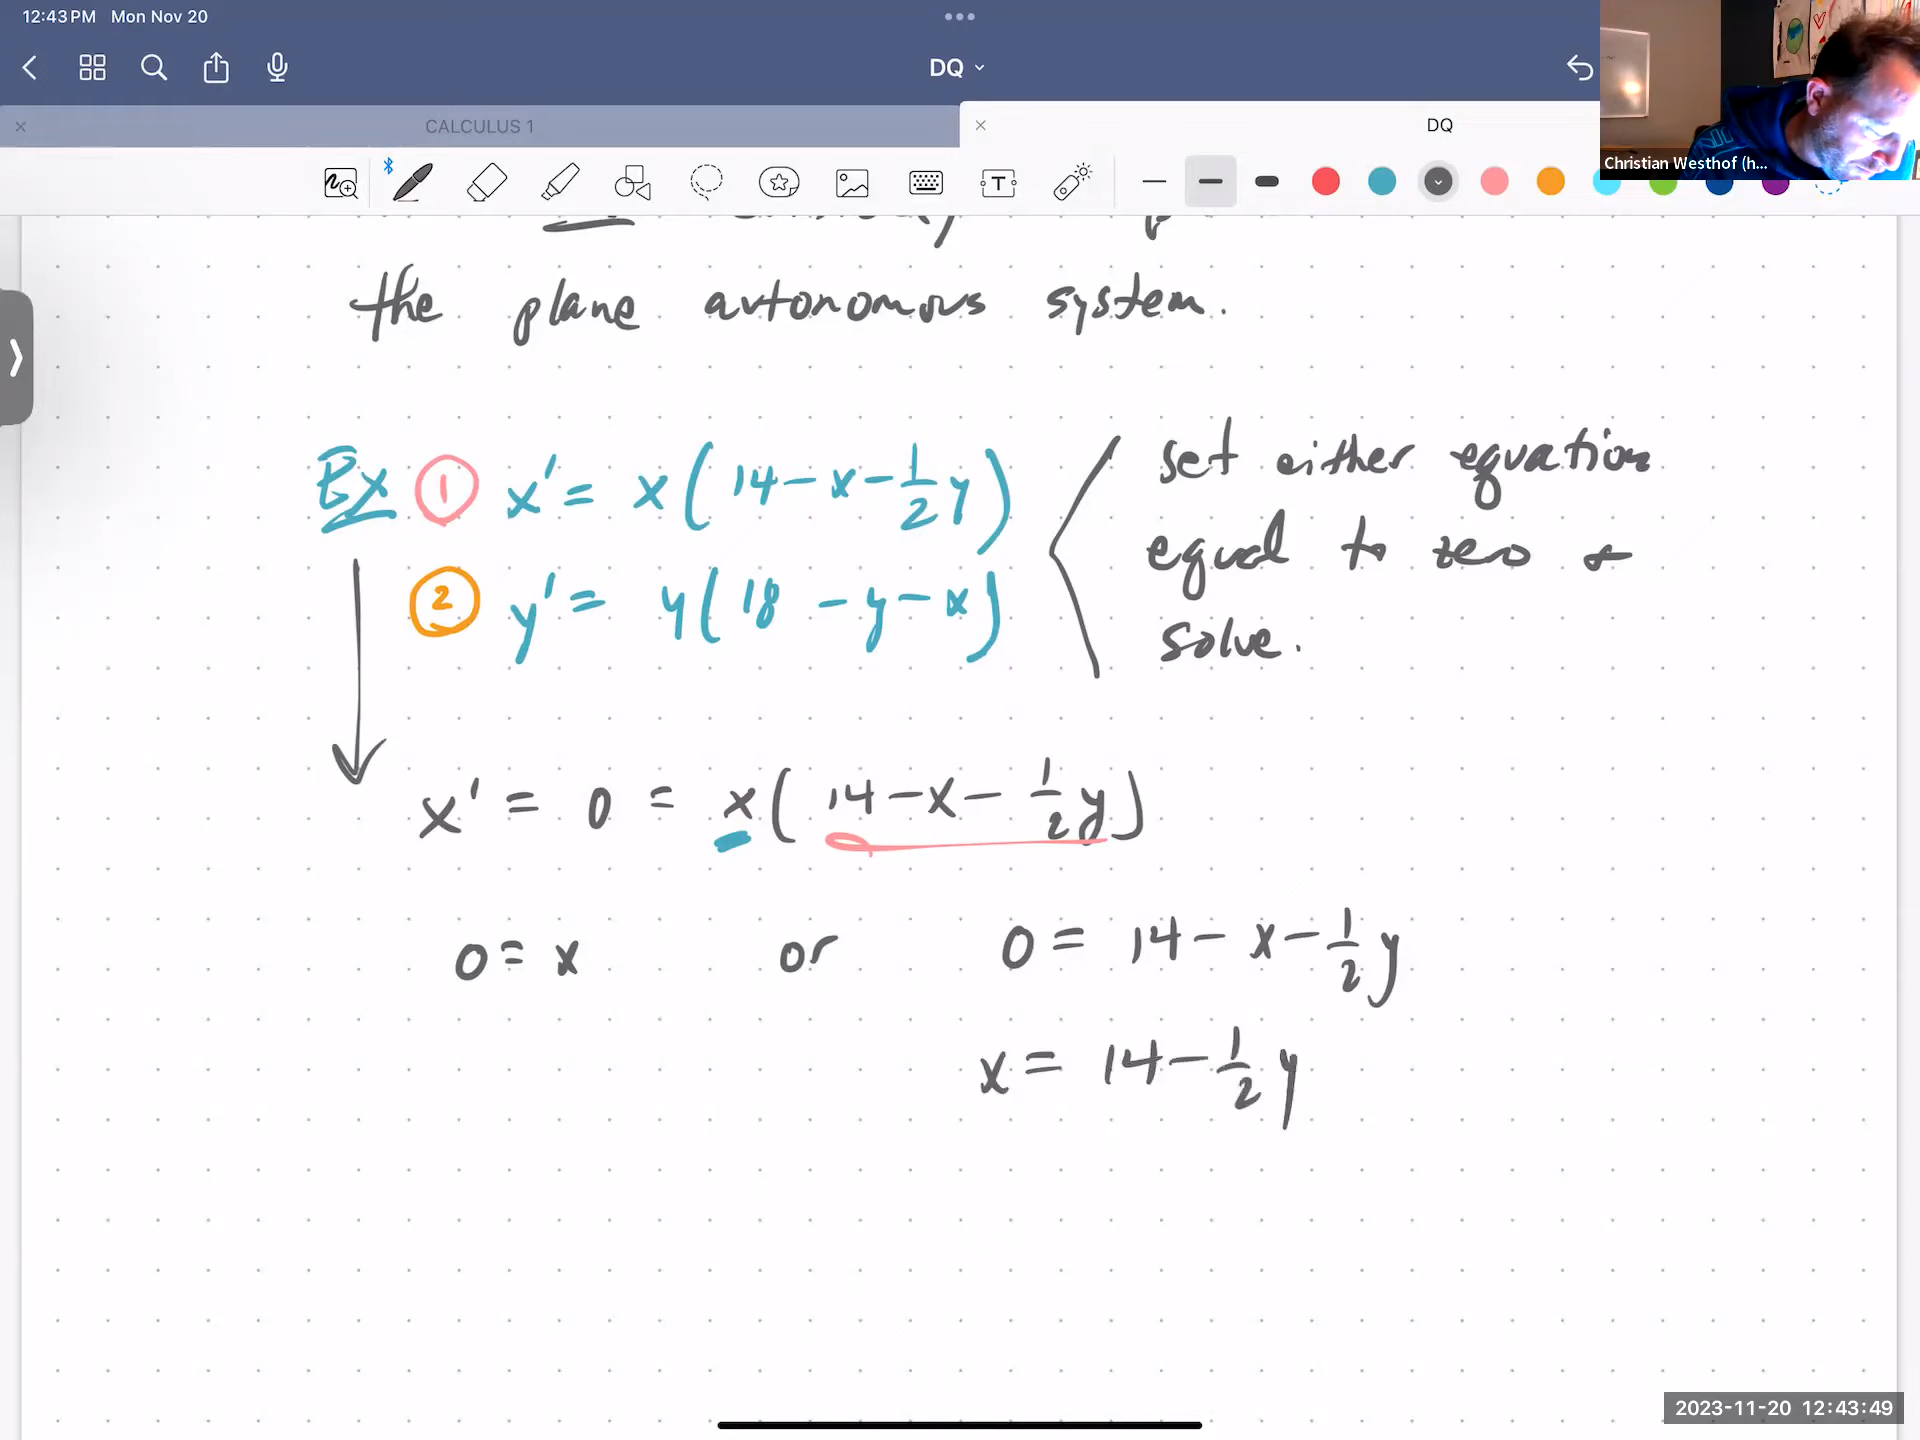 12:43 PM Mon Nov 20
DQ
CALCULUS 1
DQ
Christian Westhof (h...
the plane autonomous system.
Ex ① x' = x(14-x-½y)
② y' = y(18-y-x)
set either equation
equal to zero &
solve.
x' = 0 = x(14-x-½y)
0 = x or 0 = 14-x-½y
x = 14-½y
2023-11-20 12:43:49